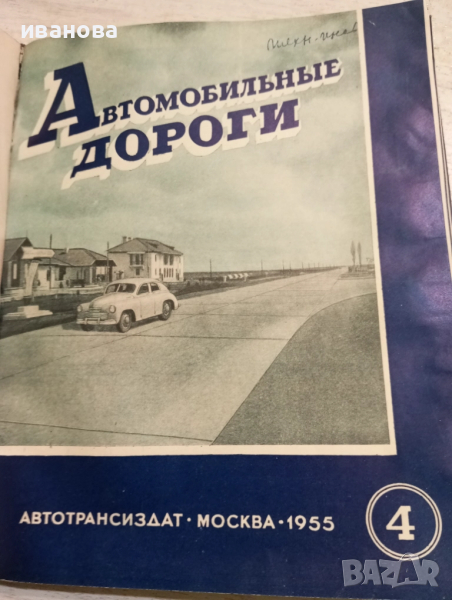 иванова
АВТОМОБИЛЬНЫЕ
ДОРОГИ
АВТОТРАНСИЗДАТ · МОСКВА · 1955
4
BAZAR